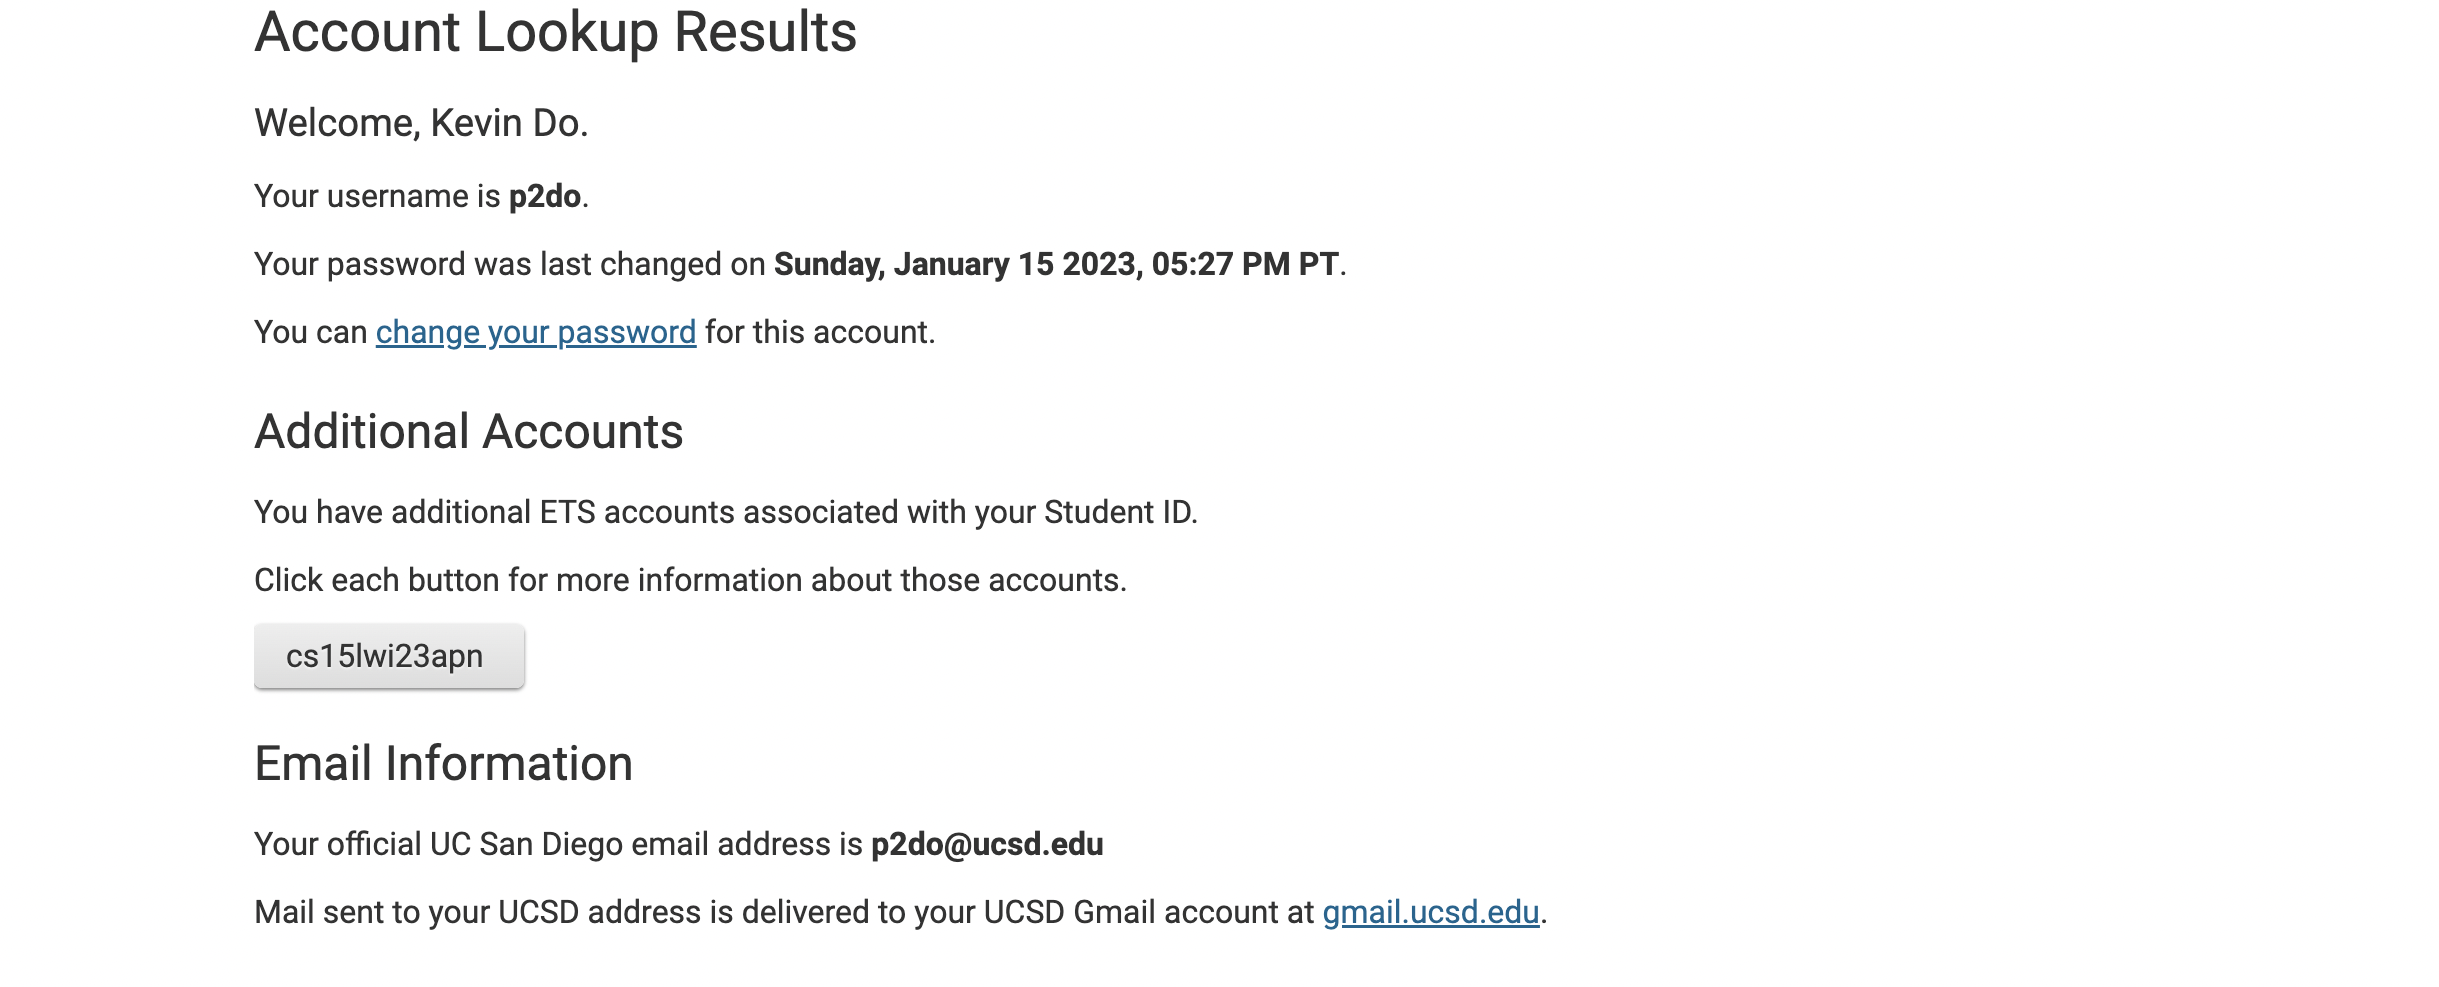 Account Lookup Results
Welcome, Kevin Do.
Your username is p2do.
Your password was last changed on Sunday, January 15 2023, 05:27 PM PT.
You can change your password for this account.
Additional Accounts
You have additional ETS accounts associated with your Student ID.
Click each button for more information about those accounts.
cs15lwi23apn
Email Information
Your official UC San Diego email address is p2do@ucsd.edu
Mail sent to your UCSD address is delivered to your UCSD Gmail account at gmail.ucsd.edu.